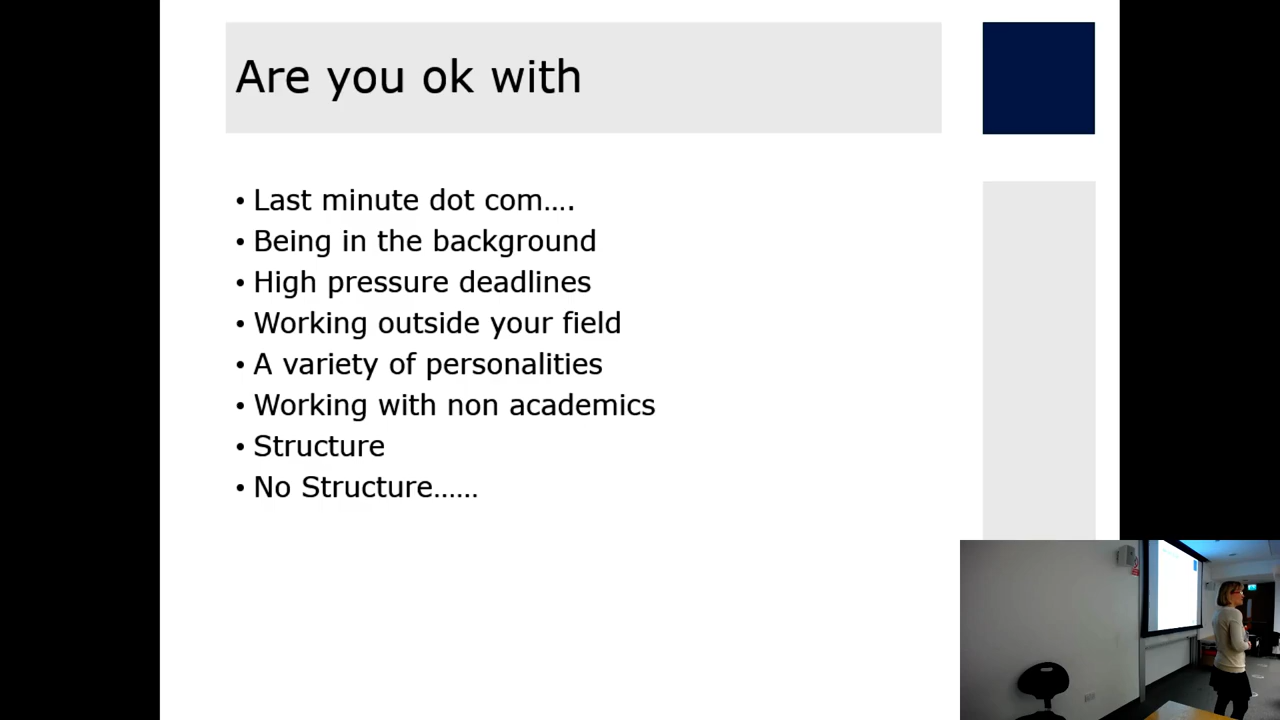 Are you ok with
• Last minute dot com….
• Being in the background
• High pressure deadlines
• Working outside your field
• A variety of personalities
• Working with non academics
• Structure
• No Structure……